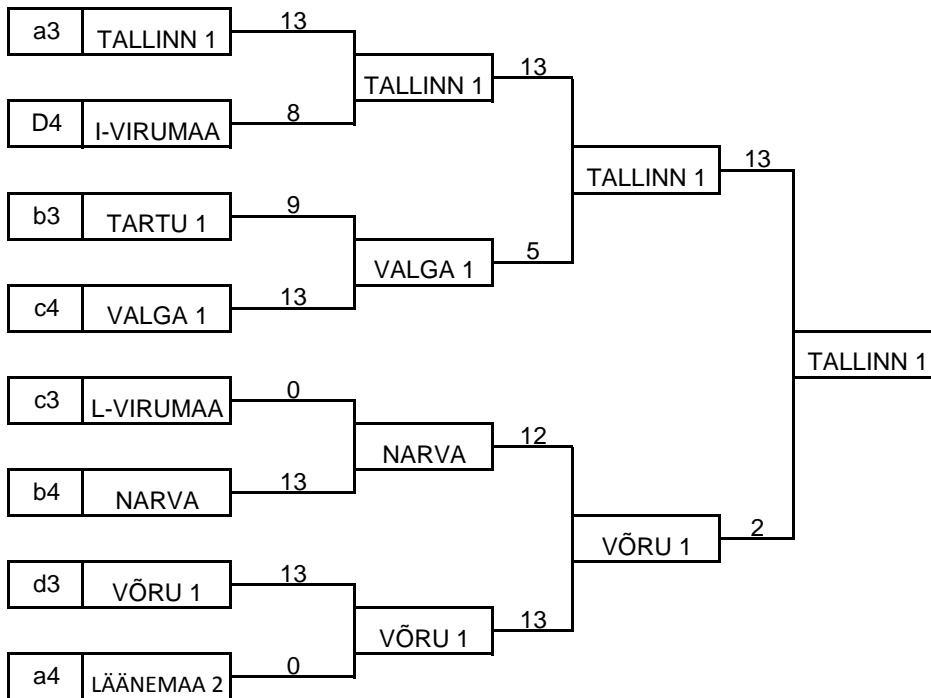 a3 TALLINN 1 13
TALLINN 1 13
D4 I-VIRUMAA 8
TALLINN 1 13
b3 TARTU 1 9
VALGA 1 5
c4 VALGA 1 13
TALLINN 1
c3 L-VIRUMAA 0
NARVA 12
b4 NARVA 13
VÕRU 1 2
d3 VÕRU 1 13
VÕRU 1 13
a4 LÄÄNEMAA 2 0